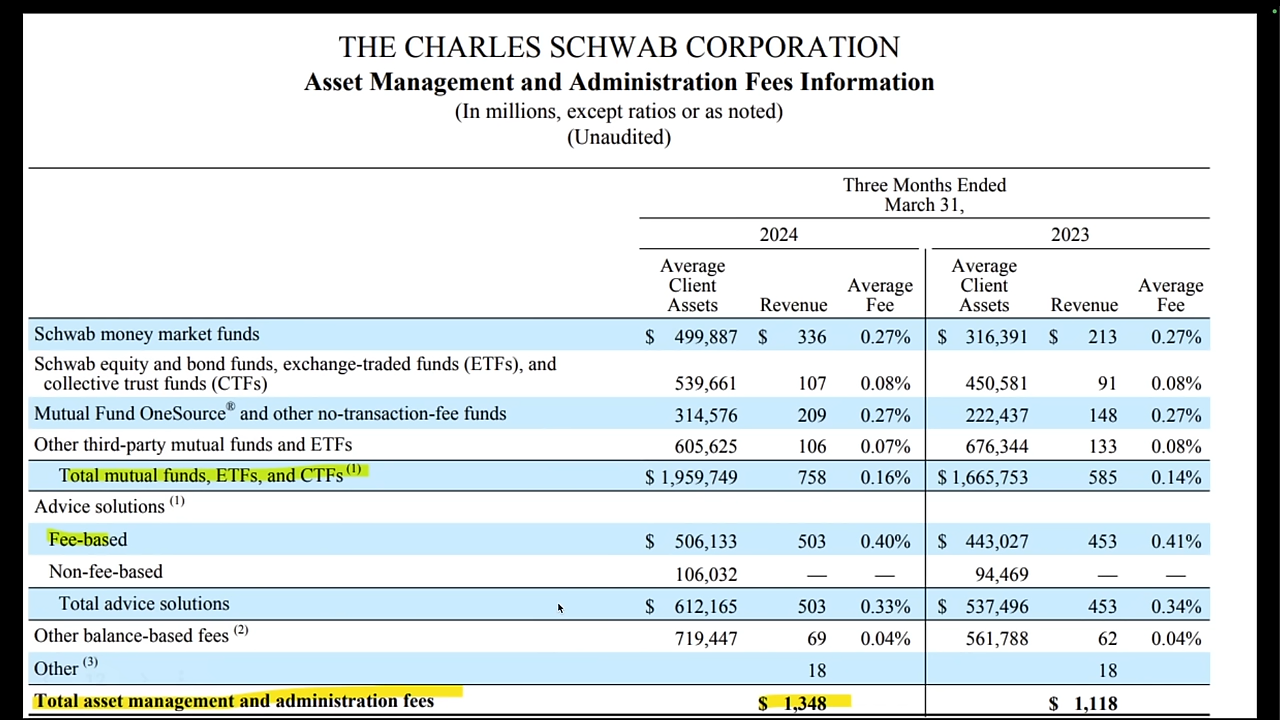 THE CHARLES SCHWAB CORPORATION
Asset Management and Administration Fees Information
(In millions, except ratios or as noted)
(Unaudited)
Three Months Ended
March 31,
2024 2023
Average Client Assets Revenue Average Fee Average Client Assets Revenue Average Fee
Schwab money market funds $ 499,887 $ 336 0.27% $ 316,391 $ 213 0.27%
Schwab equity and bond funds, exchange-traded funds (ETFs), and
collective trust funds (CTFs) 539,661 107 0.08% 450,581 91 0.08%
Mutual Fund OneSource® and other no-transaction-fee funds 314,576 209 0.27% 222,437 148 0.27%
Other third-party mutual funds and ETFs 605,625 106 0.07% 676,344 133 0.08%
Total mutual funds, ETFs, and CTFs (1) $ 1,959,749 758 0.16% $ 1,665,753 585 0.14%
Advice solutions (1)
Fee-based $ 506,133 503 0.40% $ 443,027 453 0.41%
Non-fee-based 106,032 — — 94,469 — —
Total advice solutions $ 612,165 503 0.33% $ 537,496 453 0.34%
Other balance-based fees (2) 719,447 69 0.04% 561,788 62 0.04%
Other (3) 18 18
Total asset management and administration fees $ 1,348 $ 1,118